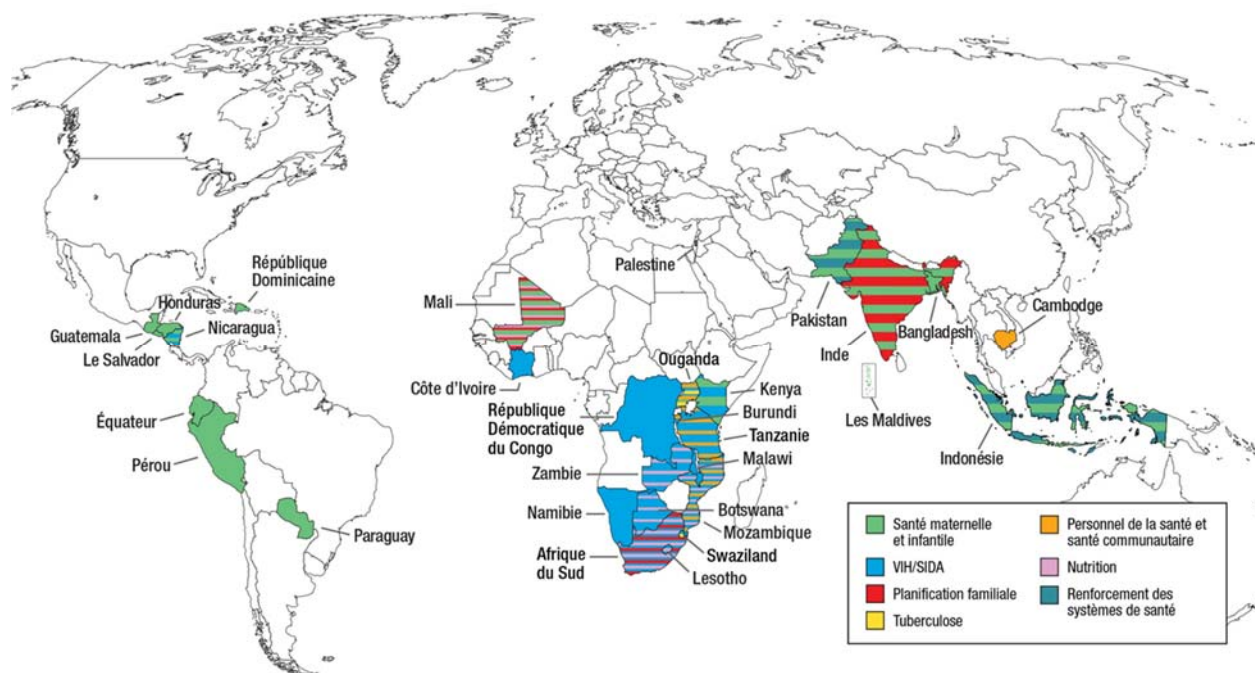 République
Dominicaine
Honduras
Guatemala
Nicaragua
Le Salvador
Équateur
Pérou
Paraguay
Palestine
Mali
Côte d'Ivoire
Ouganda
Kenya
République
Démocratique
du Congo
Burundi
Tanzanie
Malawi
Zambie
Namibie
Botswana
Mozambique
Afrique
du Sud
Swaziland
Lesotho
Pakistan
Inde
Bangladesh
Cambodge
Les Maldives
Indonésie
Santé maternelle
et infantile
VIH/SIDA
Planification familiale
Tuberculose
Personnel de la santé et
santé communautaire
Nutrition
Renforcement des
systèmes de santé